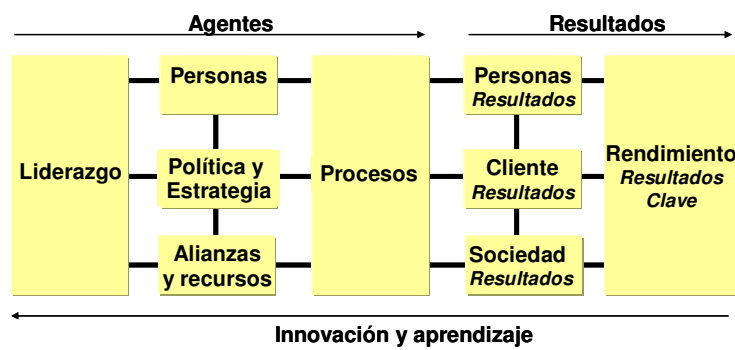 Agentes
Resultados
Liderazgo
Personas
Política y
Estrategia
Alianzas
y recursos
Procesos
Personas
Resultados
Cliente
Resultados
Sociedad
Resultados
Rendimiento
Resultados
Clave
Innovación y aprendizaje